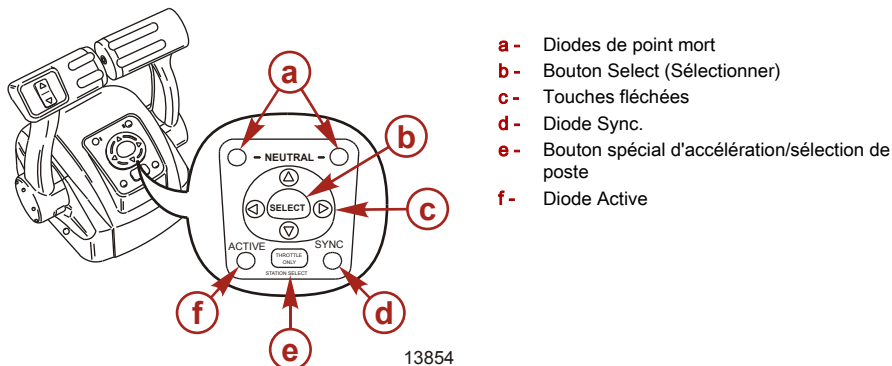 a
b
c
d
e
f
- NEUTRAL -
SELECT
ACTIVE
SYNC
THROTTLE
ONLY
STATION SELECT
13854
a - Diodes de point mort
b - Bouton Select (Sélectionner)
c - Touches fléchées
d - Diode Sync.
e - Bouton spécial d'accélération/sélection de
poste
f - Diode Active